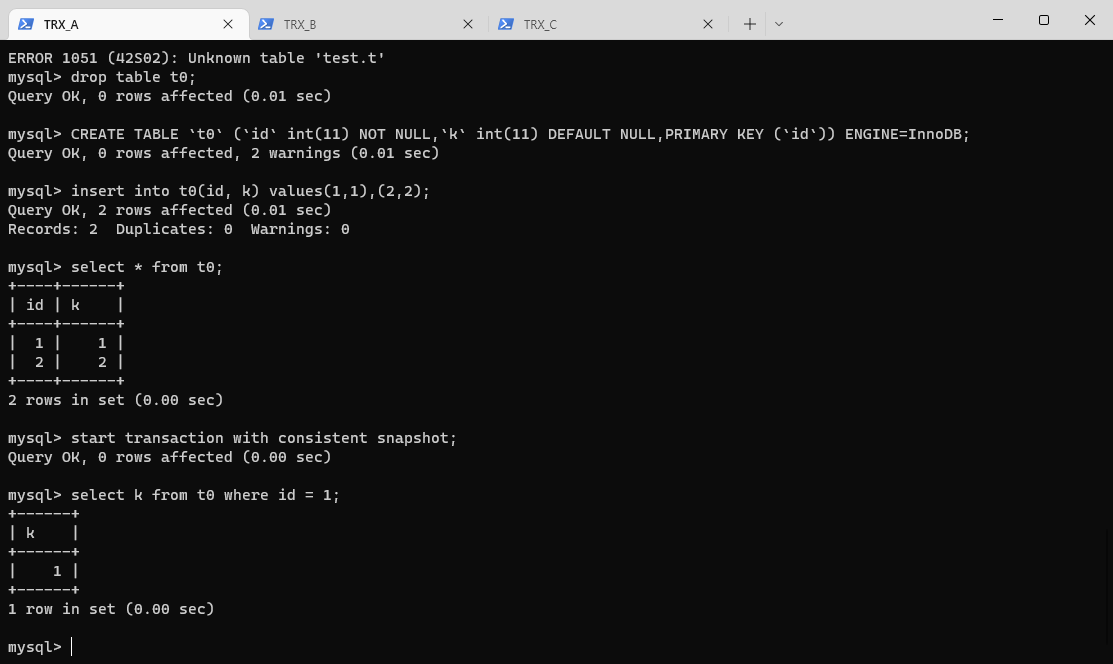 TRX_A TRX_B TRX_C
ERROR 1051 (42S02): Unknown table 'test.t'
mysql> drop table t0;
Query OK, 0 rows affected (0.01 sec)
mysql> CREATE TABLE `t0` (`id` int(11) NOT NULL,`k` int(11) DEFAULT NULL,PRIMARY KEY (`id`)) ENGINE=InnoDB;
Query OK, 0 rows affected, 2 warnings (0.01 sec)
mysql> insert into t0(id, k) values(1,1),(2,2);
Query OK, 2 rows affected (0.01 sec)
Records: 2  Duplicates: 0  Warnings: 0
mysql> select * from t0;
+----+------+
| id | k    |
+----+------+
|  1 |    1 |
|  2 |    2 |
+----+------+
2 rows in set (0.00 sec)
mysql> start transaction with consistent snapshot;
Query OK, 0 rows affected (0.00 sec)
mysql> select k from t0 where id = 1;
+------+
| k    |
+------+
|    1 |
+------+
1 row in set (0.00 sec)
mysql>